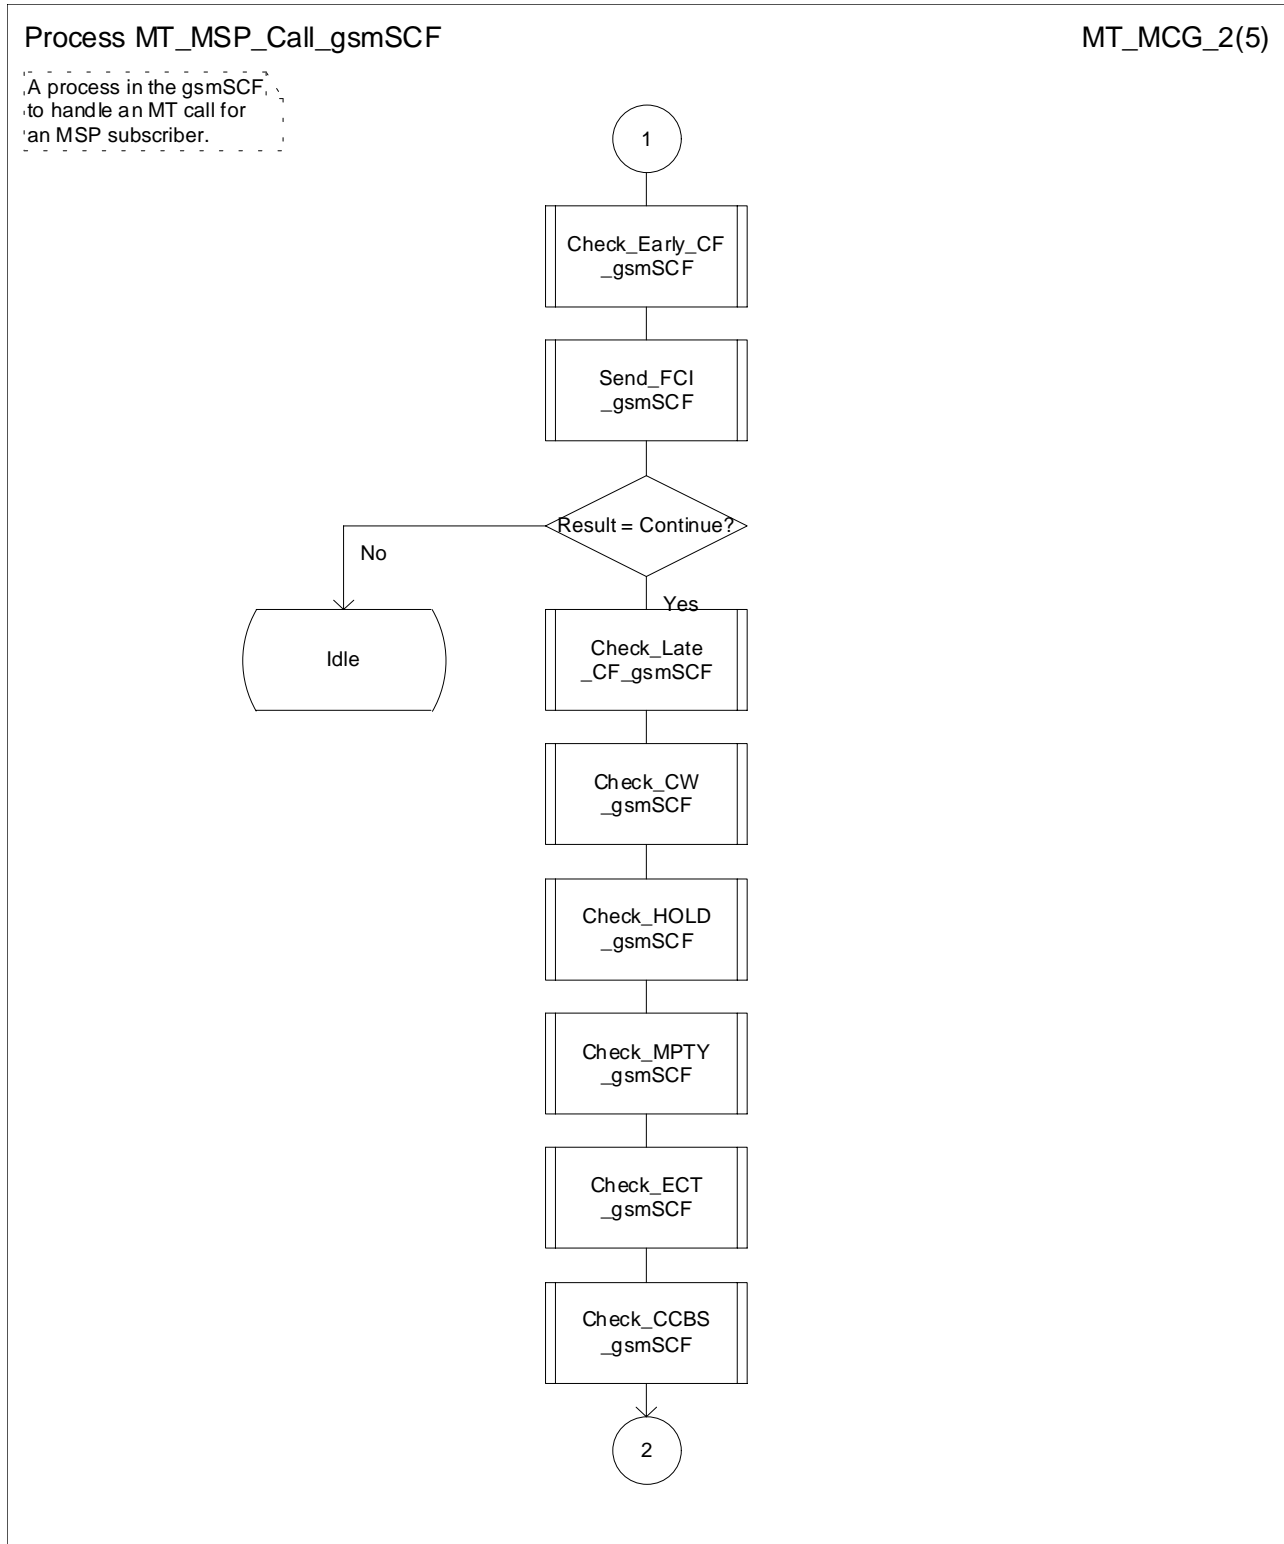 Process MT_MSP_Call_gsmSCF
MT_MCG_2(5)
A process in the gsmSCF
to handle an MT call for
an MSP subscriber.
1
Check_Early_CF
_gsmSCF
Send_FCI
_gsmSCF
Result = Continue?
No
Yes
Idle
Check_Late
_CF_gsmSCF
Check_CW
_gsmSCF
Check_HOLD
_gsmSCF
Check_MPTY
_gsmSCF
Check_ECT
_gsmSCF
Check_CCBS
_gsmSCF
2